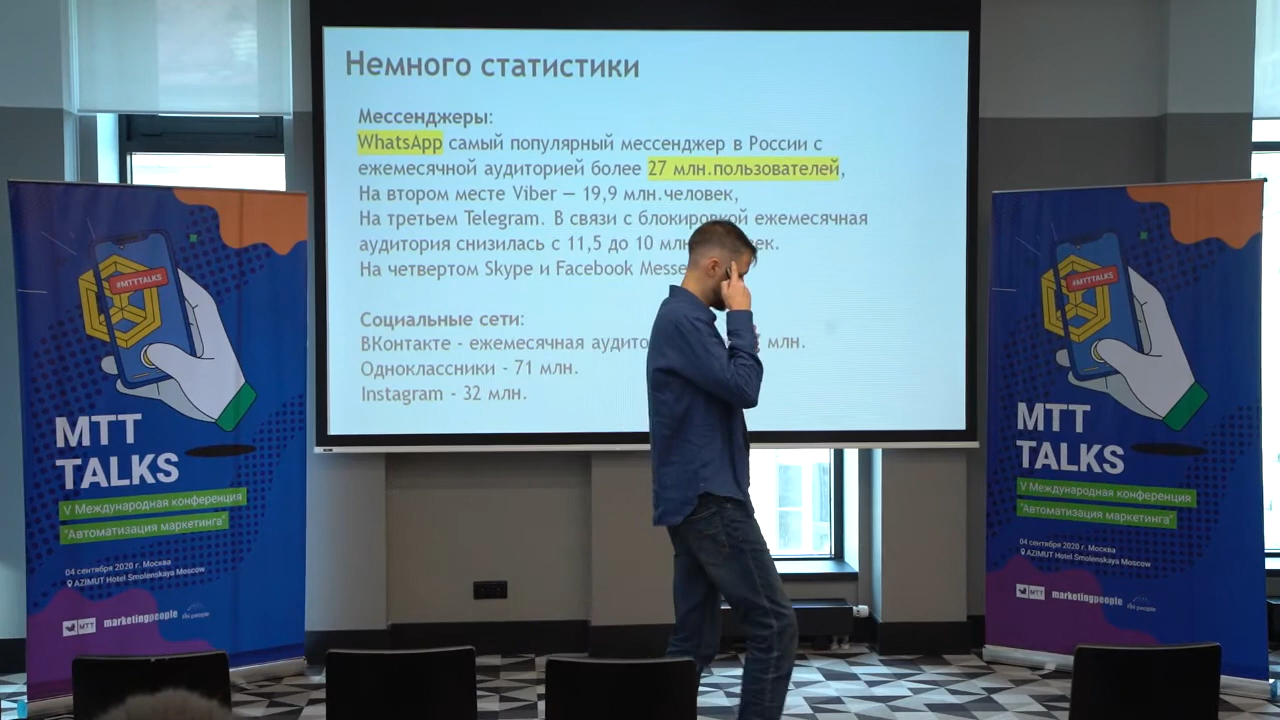 Немного статистики
Мессенджеры:
WhatsApp самый популярный мессенджер в России с
ежемесячной аудиторией более 27 млн.пользователей,
На втором месте Viber — 19,9 млн.человек,
На третьем Telegram. В связи с блокировкой ежемесячная
аудитория снизилась с 11,5 до 10 млн
На четвертом Skype и Facebook
Социальные сети:
ВКонтакте - ежемесячная млн.
Одноклассники - 71 млн.
Instagram - 32 млн.
#MTTTALKS
MTT
TALKS
V Международная конференция
"Автоматизация маркетинга"
04 сентября 2020 г. Москва
AZIMUT Hotel Smolenskaya Moscow
MTT marketingpeople
#MTTTALKS
MTT
TALKS
V Международная конференция
"Автоматизация маркетинга"
04 сентября 2020 г. Москва
AZIMUT Hotel Smolenskaya Moscow
MTT marketingpeople